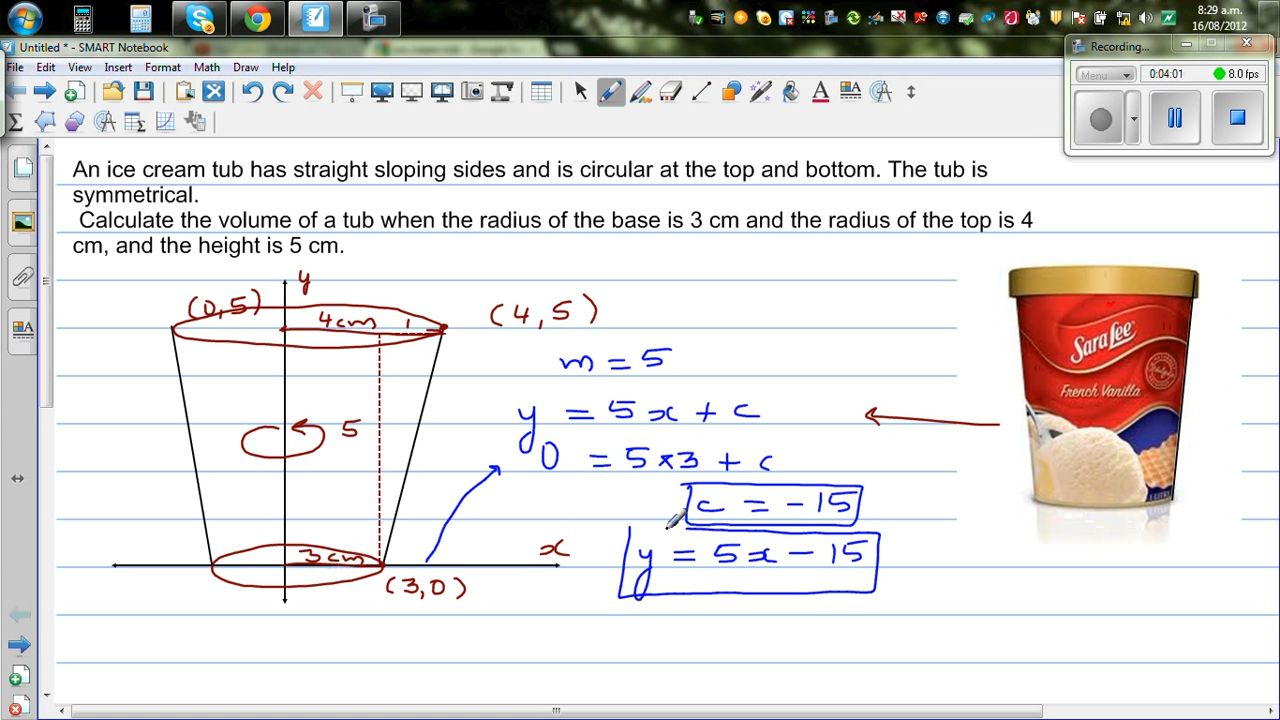 8:29 a.m.
16/08/2012
Untitled * - SMART Notebook
File Edit View Insert Format Math Draw Help
Recording...
Menu
0:04:01
8.0 fps
An ice cream tub has straight sloping sides and is circular at the top and bottom. The tub is
symmetrical.
Calculate the volume of a tub when the radius of the base is 3 cm and the radius of the top is 4
cm, and the height is 5 cm.
y
(0,5)
4cm 1
(4,5)
m = 5
y = 5x + c
5
0 = 5×3 + c
c = -15
y = 5x - 15
x
3cm
(3,0)
Sara Lee
French Vanilla